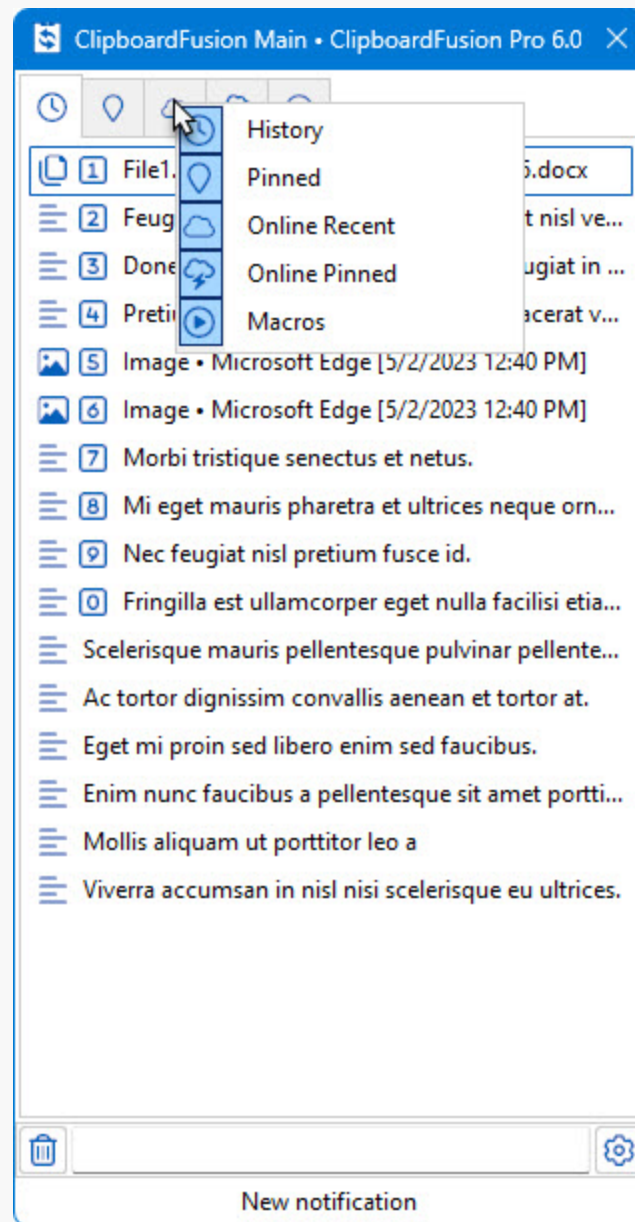 ClipboardFusion Main • ClipboardFusion Pro 6.0
History
Pinned
Online Recent
Online Pinned
Macros
1 File1. .docx
2 Feug t nisl ve...
3 Done ugiat in ...
4 Preti acerat v...
5 Image • Microsoft Edge [5/2/2023 12:40 PM]
6 Image • Microsoft Edge [5/2/2023 12:40 PM]
7 Morbi tristique senectus et netus.
8 Mi eget mauris pharetra et ultrices neque orn...
9 Nec feugiat nisl pretium fusce id.
0 Fringilla est ullamcorper eget nulla facilisi etia...
Scelerisque mauris pellentesque pulvinar pellente...
Ac tortor dignissim convallis aenean et tortor at.
Eget mi proin sed libero enim sed faucibus.
Enim nunc faucibus a pellentesque sit amet portti...
Mollis aliquam ut porttitor leo a
Viverra accumsan in nisl nisi scelerisque eu ultrices.
New notification